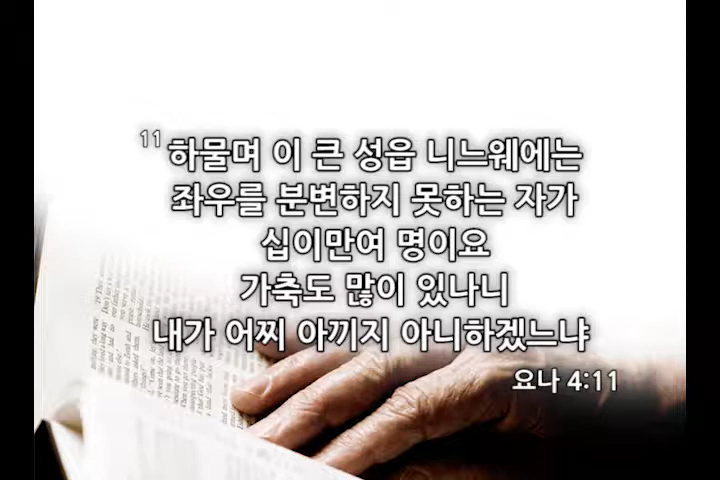 11 하물며 이 큰 성읍 니느웨에는
좌우를 분변하지 못하는 자가
십이만여 명이요
가축도 많이 있나니
내가 어찌 아끼지 아니하겠느냐
요나 4:11